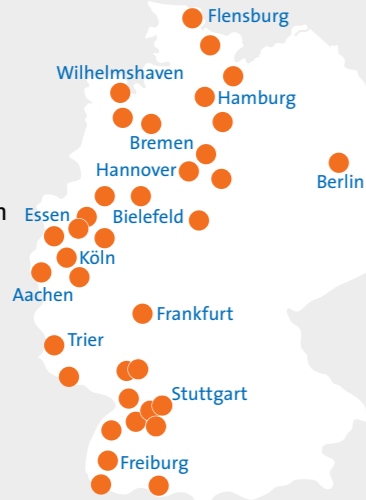 Flensburg
Wilhelmshaven
Hamburg
Bremen
Hannover
Berlin
n
Essen
Bielefeld
Köln
Aachen
Frankfurt
Trier
Stuttgart
Freiburg